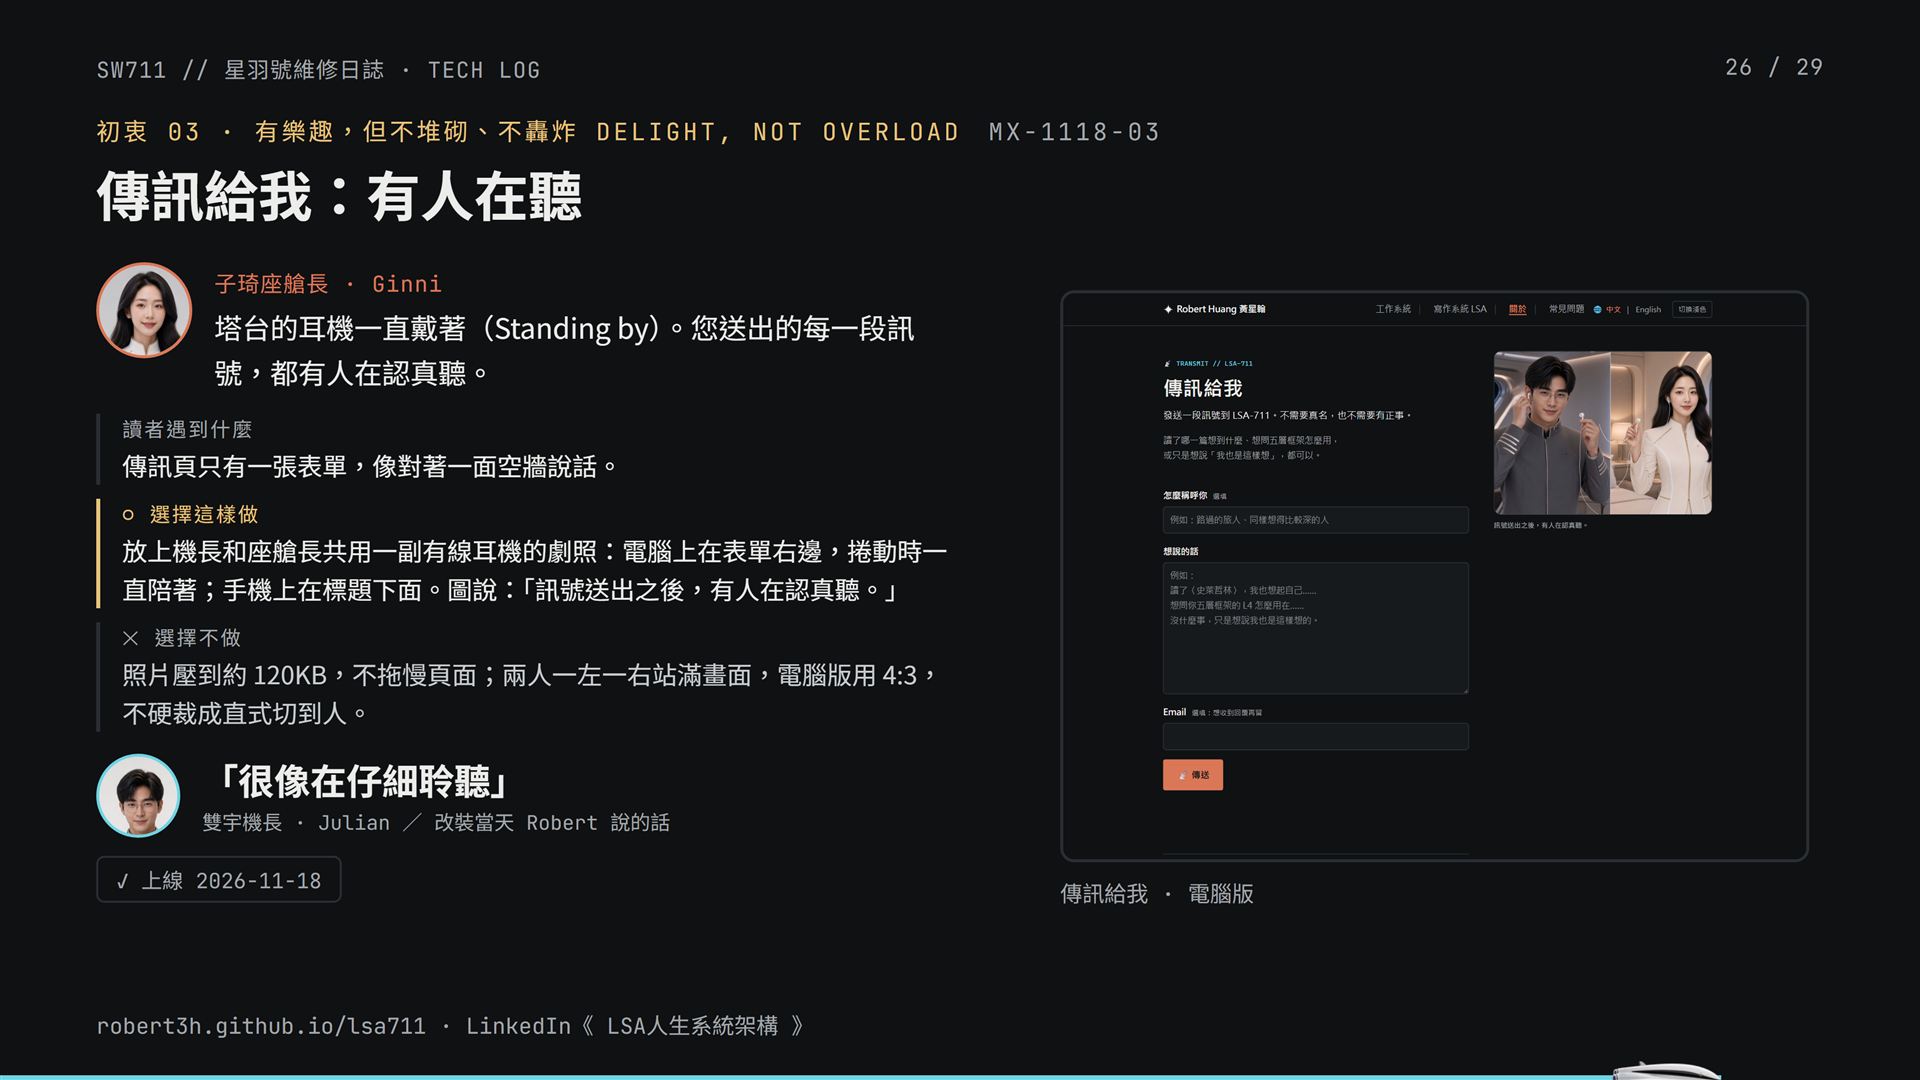 SW711 // 星羽號維修日誌 · TECH LOG
26 / 29
初衷 03 · 有樂趣，但不堆砌、不轟炸 DELIGHT, NOT OVERLOAD MX-1118-03
傳訊給我：有人在聽
子琦座艙長 · Ginni
塔台的耳機一直戴著（Standing by）。您送出的每一段訊
號，都有人在認真聽。
讀者遇到什麼
傳訊頁只有一張表單，像對著一面空牆說話。
○ 選擇這樣做
放上機長和座艙長共用一副有線耳機的劇照：電腦上在表單右邊，捲動時一
直陪著；手機上在標題下面。圖說：「訊號送出之後，有人在認真聽。」
× 選擇不做
照片壓到約 120KB，不拖慢頁面；兩人一左一右站滿畫面，電腦版用 4:3，
不硬裁成直式切到人。
「很像在仔細聆聽」
雙宇機長 · Julian ／ 改裝當天 Robert 說的話
✓ 上線 2026-11-18
✦ Robert Huang 黃星翰
工作系統 | 寫作系統 LSA | 關於 | 常見問題 🌐 中文 | English 切換淺色
TRANSMIT // LSA-711
傳訊給我
發送一段訊號到 LSA-711。不需要真名，也不需要有正事。
讀了哪一篇想到什麼、想問五層框架怎麼用，
或只是想說「我也是這樣想」，都可以。
怎麼稱呼你 選填
例如：路過的旅人、同樣想得比較深的人
想說的話
例如：
讀了〈史萊哲林〉，我也想起自己……
想問你五層框架的 L4 怎麼用在……
沒什麼事，只是想說我也是這樣想的。
Email 選填：想收到回覆再留
傳送
訊號送出之後，有人在認真聽。
傳訊給我 · 電腦版
robert3h.github.io/lsa711 · LinkedIn《 LSA人生系統架構 》